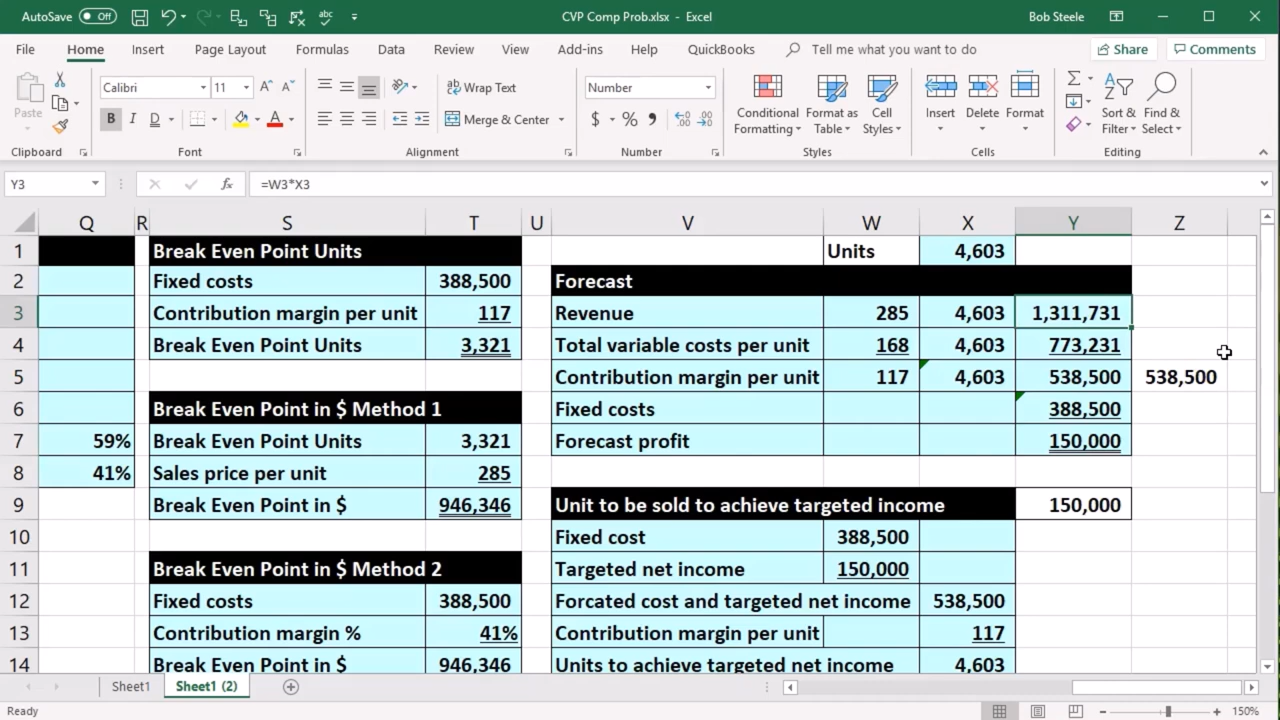 AutoSave Off CVP Comp Prob.xlsx - Excel Bob Steele
File Home Insert Page Layout Formulas Data Review View Add-ins Help QuickBooks Tell me what you want to do Share Comments
Paste Calibri 11 A A Wrap Text Number Conditional Format as Cell Insert Delete Format Sort & Find &
B I D A Merge & Center $ % Formatting Table Styles Filter Select
Clipboard Font Alignment Number Styles Cells Editing
Y3 fx =W3*X3
Q R S T U V W X Y Z
1 Break Even Point Units Units 4,603
2 Fixed costs 388,500 Forecast
3 Contribution margin per unit 117 Revenue 285 4,603 1,311,731
4 Break Even Point Units 3,321 Total variable costs per unit 168 4,603 773,231
5 Contribution margin per unit 117 4,603 538,500 538,500
6 Break Even Point in $ Method 1 Fixed costs 388,500
7 59% Break Even Point Units 3,321 Forecast profit 150,000
8 41% Sales price per unit 285
9 Break Even Point in $ 946,346 Unit to be sold to achieve targeted income 150,000
10 Fixed cost 388,500
11 Break Even Point in $ Method 2 Targeted net income 150,000
12 Fixed costs 388,500 Forcated cost and targeted net income 538,500
13 Contribution margin % 41% Contribution margin per unit 117
14 Break Even Point in $ 946,346 Units to achieve targeted net income 4,603
Sheet1 Sheet1 (2)
Ready 150%